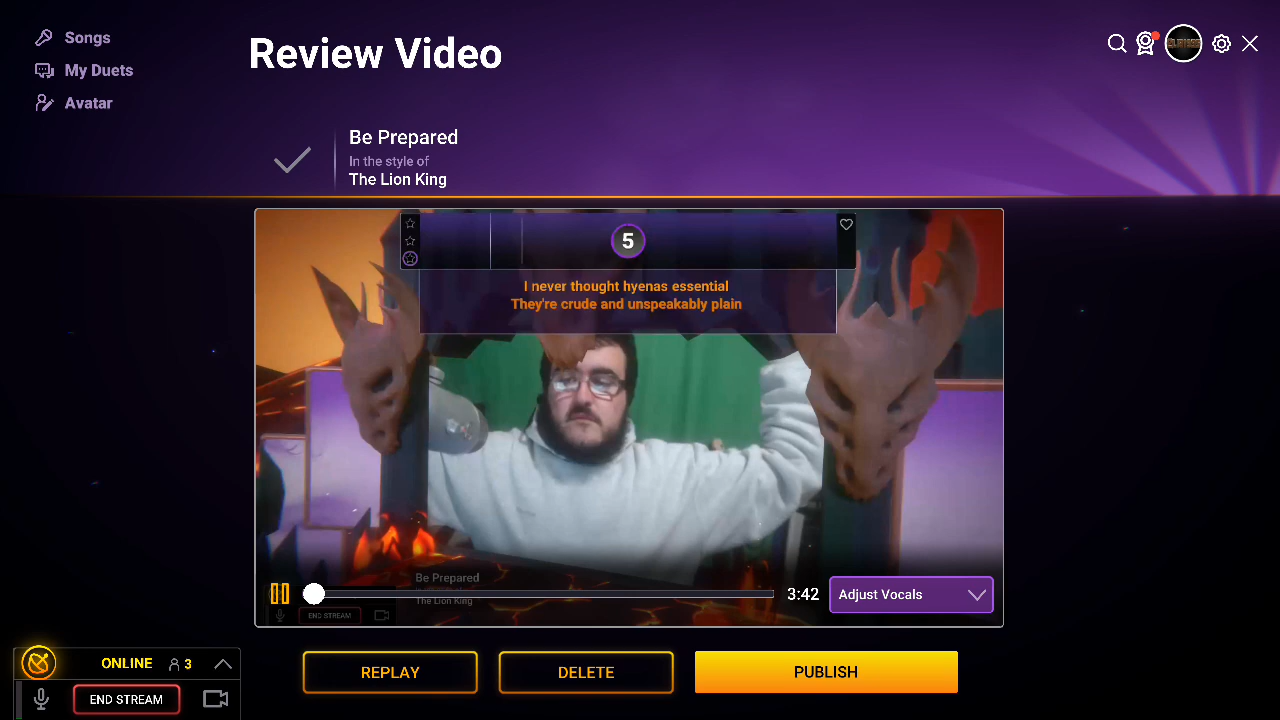 Songs
My Duets
Avatar
Review Video
Be Prepared
In the style of
The Lion King
5
I never thought hyenas essential
They're crude and unspeakably plain
Be Prepared
The Lion King
END STREAM
3:42
Adjust Vocals
ONLINE 3
END STREAM
REPLAY
DELETE
PUBLISH